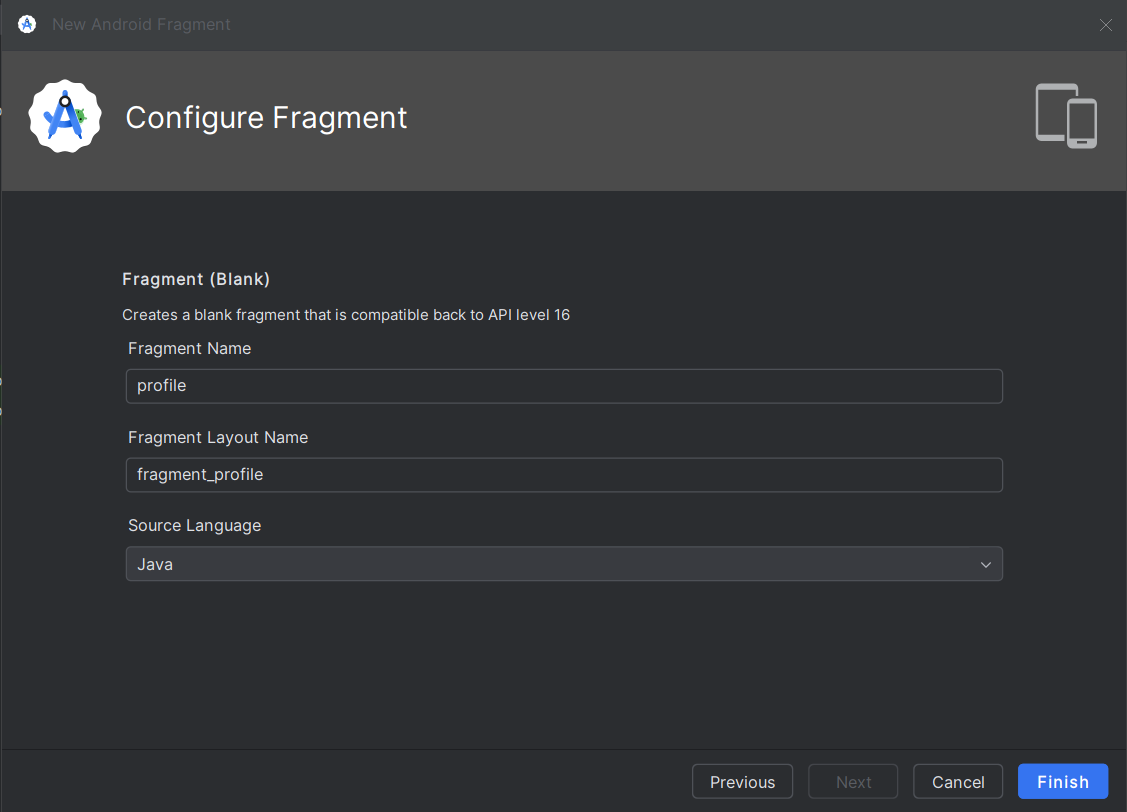 New Android Fragment
Configure Fragment
Fragment (Blank)
Creates a blank fragment that is compatible back to API level 16
Fragment Name
profile
Fragment Layout Name
fragment_profile
Source Language
Java
Previous Next Cancel Finish